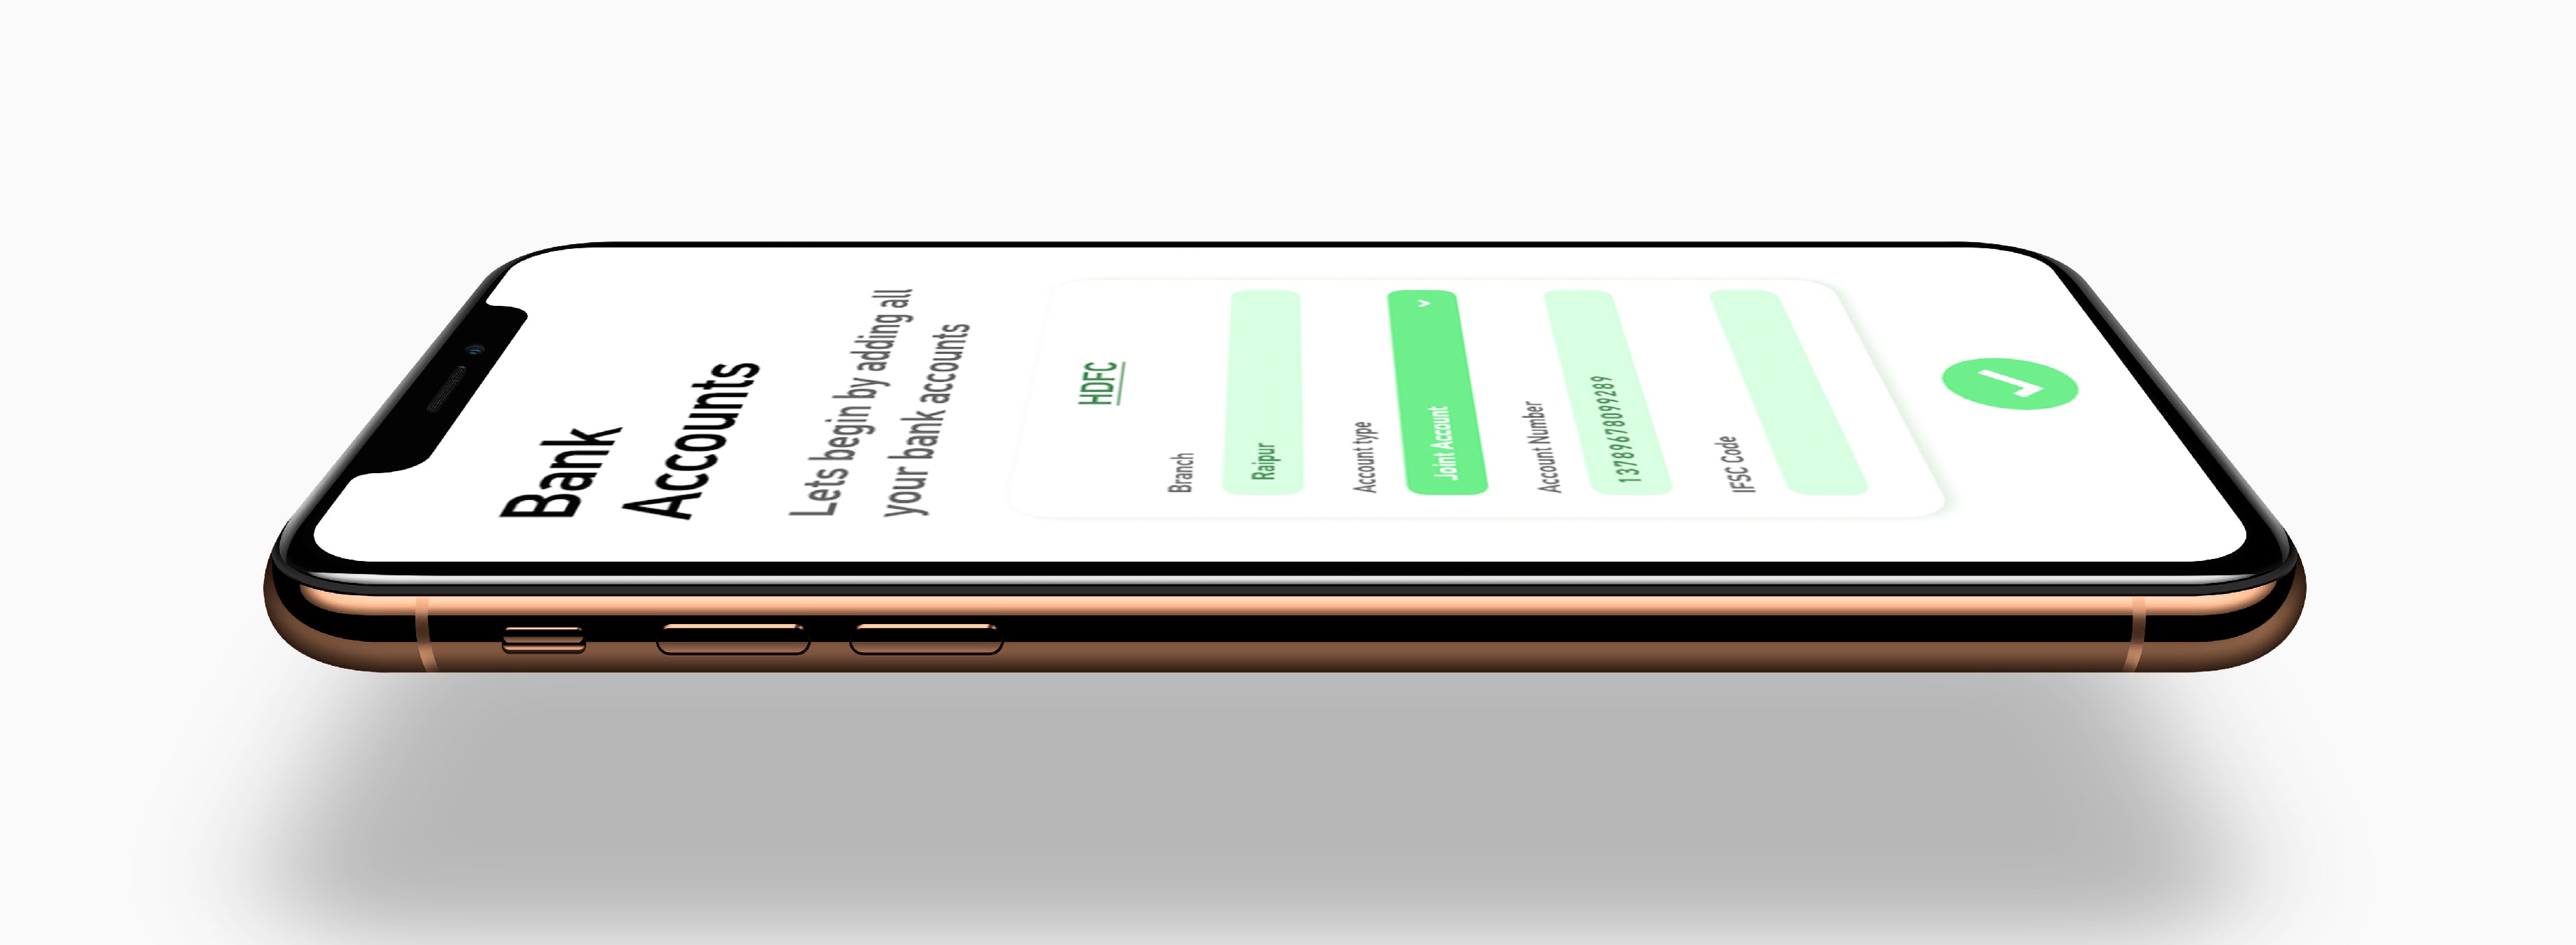 Bank
Accounts
Lets begin by adding all
your bank accounts
HDFC
Branch
Raipur
Account type
Joint Account
Account Number
13789678099289
IFSC Code